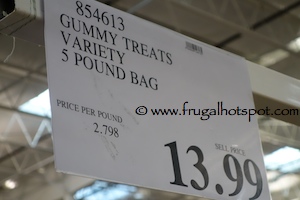 854613
GUMMY TREATS
VARIETY
5 POUND BAG
PRICE PER POUND
2.798
www.frugalhotspot.com
SELL PRICE
13.99